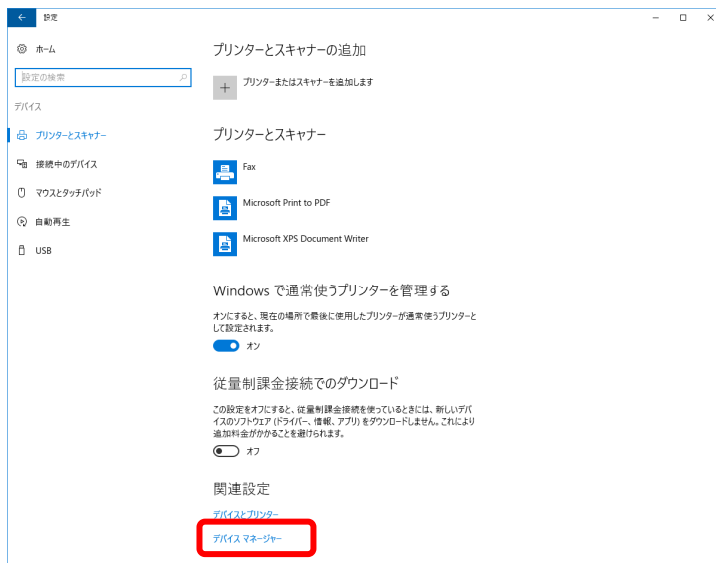 設定
ホーム
設定の検索
デバイス
プリンターとスキャナー
接続中のデバイス
マウスとタッチパッド
自動再生
USB
プリンターとスキャナーの追加
プリンターまたはスキャナーを追加します
プリンターとスキャナー
Fax
Microsoft Print to PDF
Microsoft XPS Document Writer
Windows で通常使うプリンターを管理する
オンにすると、現在の場所で最後に使用したプリンターが通常使うプリンターと
して設定されます。
オン
従量制課金接続でのダウンロード
この設定をオフにすると、従量制課金接続を使っているときには、新しいデバ
イスのソフトウェア (ドライバー、情報、アプリ) をダウンロードしません。これにより
追加料金がかかることを避けられます。
オフ
関連設定
デバイスとプリンター
デバイス マネージャー